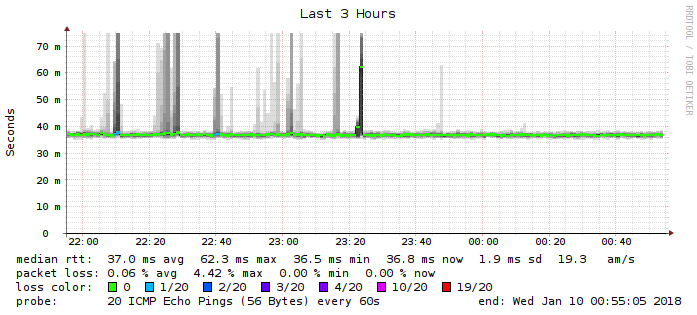 Last 3 Hours
RRDTOOL / TOBI OETIKER
Seconds
70 m
60 m
50 m
40 m
30 m
20 m
10 m
0
22:00 22:20 22:40 23:00 23:20 23:40 00:00 00:20 00:40
median rtt: 37.0 ms avg 62.3 ms max 36.5 ms min 36.8 ms now 1.9 ms sd 19.3 am/s
packet loss: 0.06 % avg 4.42 % max 0.00 % min 0.00 % now
loss color: 0 1/20 2/20 3/20 4/20 10/20 19/20
probe: 20 ICMP Echo Pings (56 Bytes) every 60s end: Wed Jan 10 00:55:05 2018